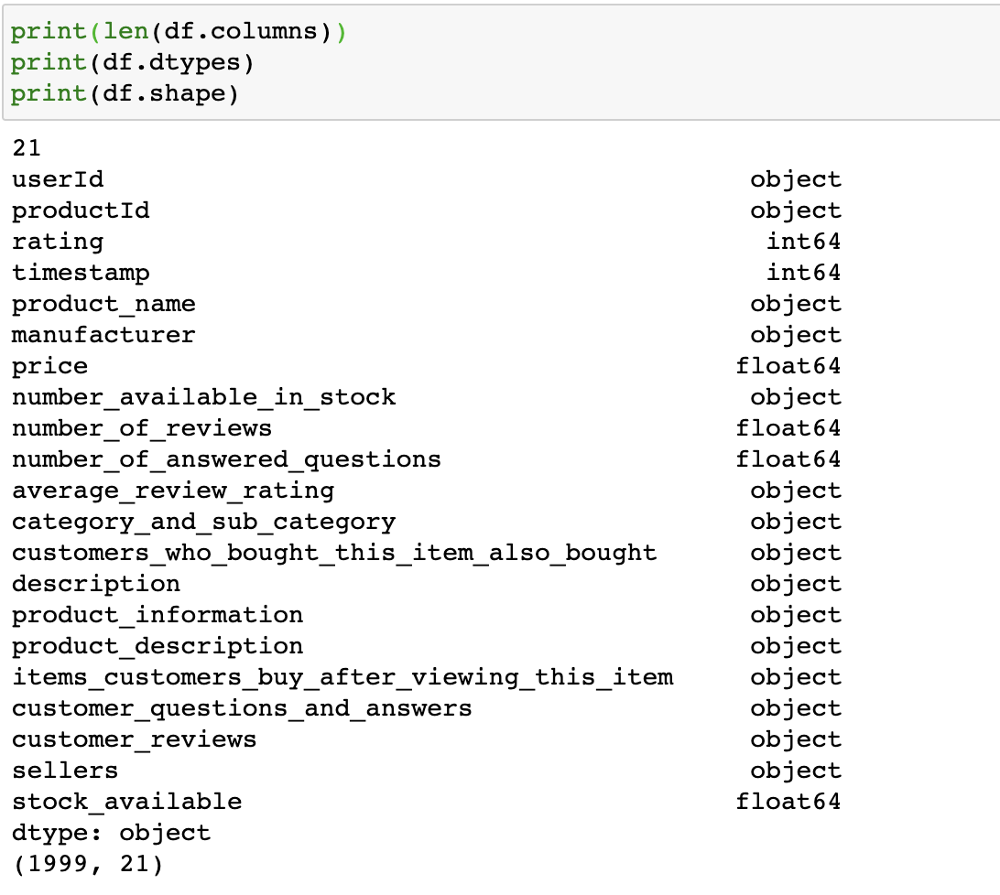 print(len(df.columns))
print(df.dtypes)
print(df.shape)
21
userId object
productId object
rating int64
timestamp int64
product_name object
manufacturer object
price float64
number_available_in_stock object
number_of_reviews float64
number_of_answered_questions float64
average_review_rating object
category_and_sub_category object
customers_who_bought_this_item_also_bought object
description object
product_information object
product_description object
items_customers_buy_after_viewing_this_item object
customer_questions_and_answers object
customer_reviews object
sellers object
stock_available float64
dtype: object
(1999, 21)